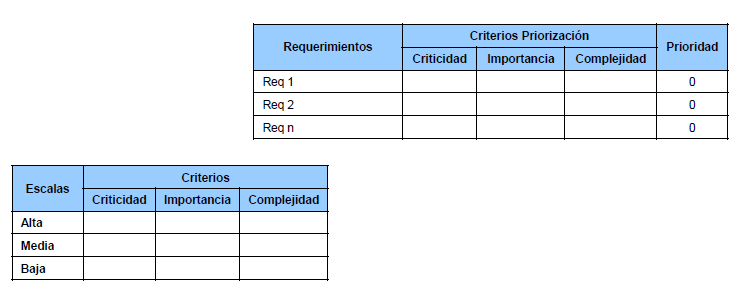 Requerimientos Criterios Priorización Prioridad
Criticidad Importancia Complejidad
Req 1 0
Req 2 0
Req n 0
Escalas Criterios
Criticidad Importancia Complejidad
Alta
Media
Baja